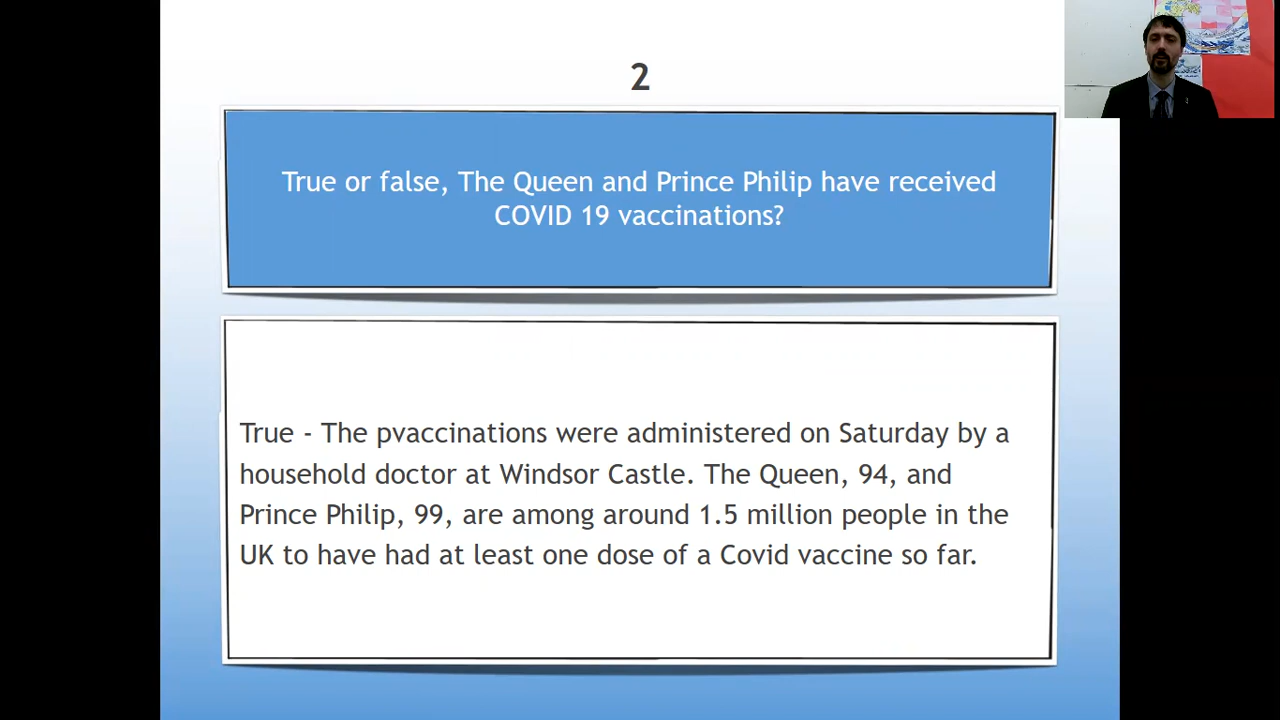 2
True or false, The Queen and Prince Philip have received
COVID 19 vaccinations?
True - The pvaccinations were administered on Saturday by a
household doctor at Windsor Castle. The Queen, 94, and
Prince Philip, 99, are among around 1.5 million people in the
UK to have had at least one dose of a Covid vaccine so far.